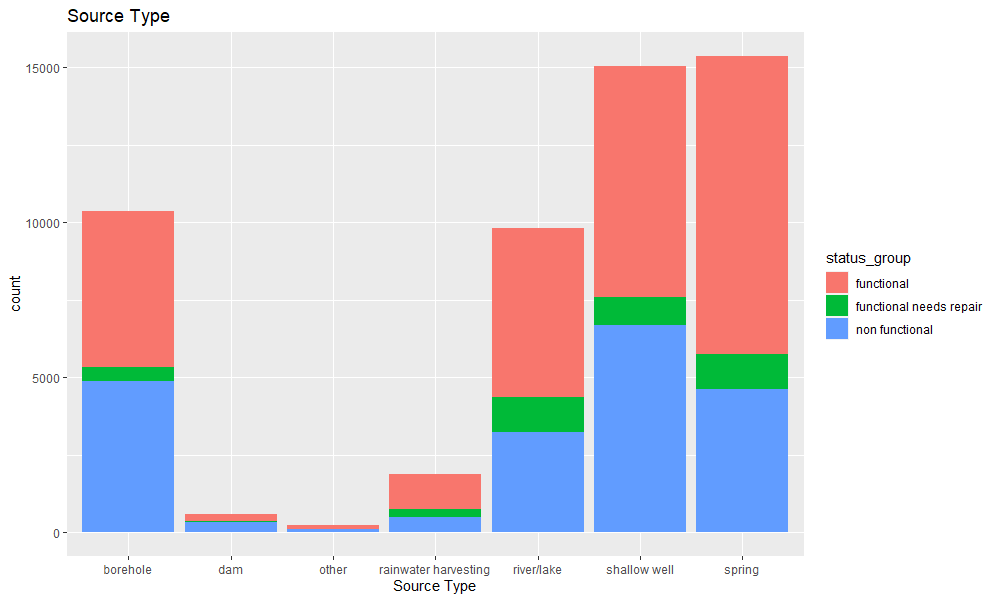 Source Type
15000
10000
5000
0
count
borehole dam other rainwater harvesting river/lake shallow well spring
Source Type
status_group
functional
functional needs repair
non functional